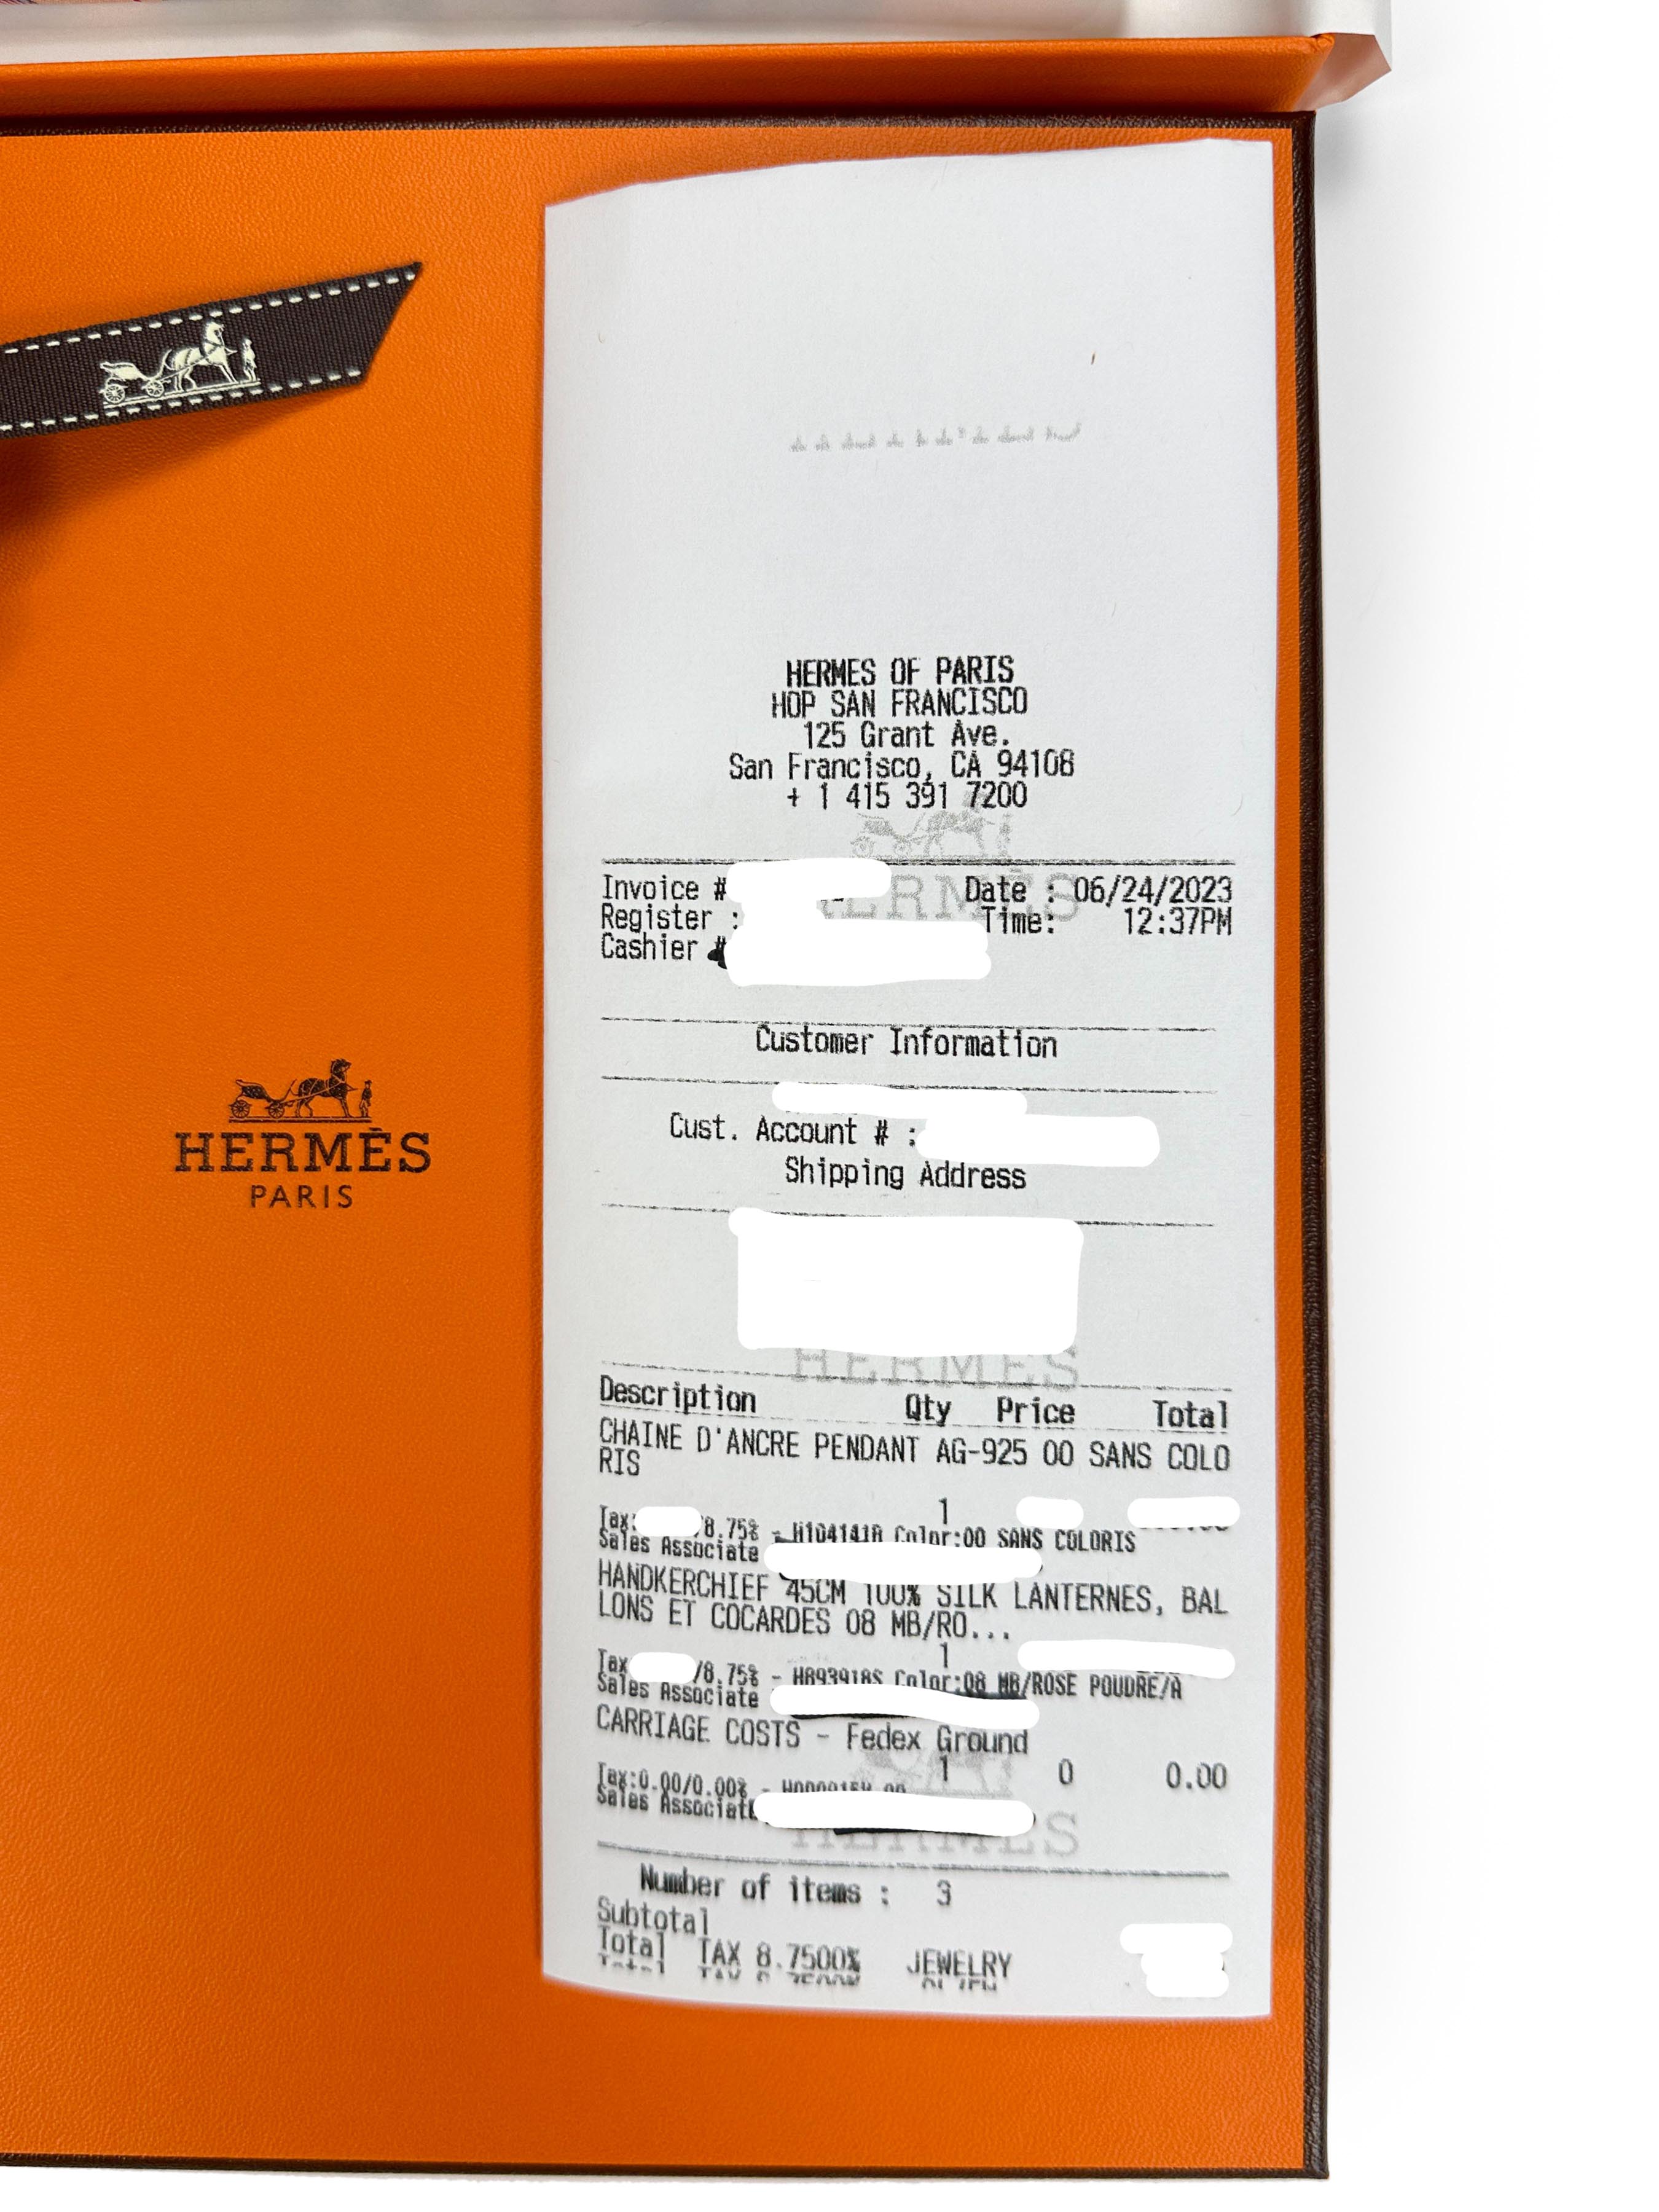 HERMÈS
PARIS
HERMES OF PARIS
HOP SAN FRANCISCO
125 Grant Ave.
San Francisco, CA 94108
+ 1 415 391 7200
HERMÈS
Invoice # Date : 06/24/2023
Register : Time: 12:37PM
Cashier #
Customer Information
Cust. Account # :
Shipping Address
HERMÈS
Description Qty Price Total
CHAINE D'ANCRE PENDANT AG-925 00 SANS COLO
RIS
1
Tax: /8.75% - Color:00 SANS COLORIS
Sales Associate
HANDKERCHIEF 45CM 100% SILK LANTERNES, BAL
LONS ET COCARDES 08 MB/RO...
1
Tax /8.75% - Color:08 MB/ROSE POUDRE/A
Sales Associate
CARRIAGE COSTS - Fedex Ground
1 0 0.00
Tax:0.00/0.00% -
Sales Associate
HERMÈS
Number of items : 3
Subtotal
Total TAX 8.7500% JEWELRY